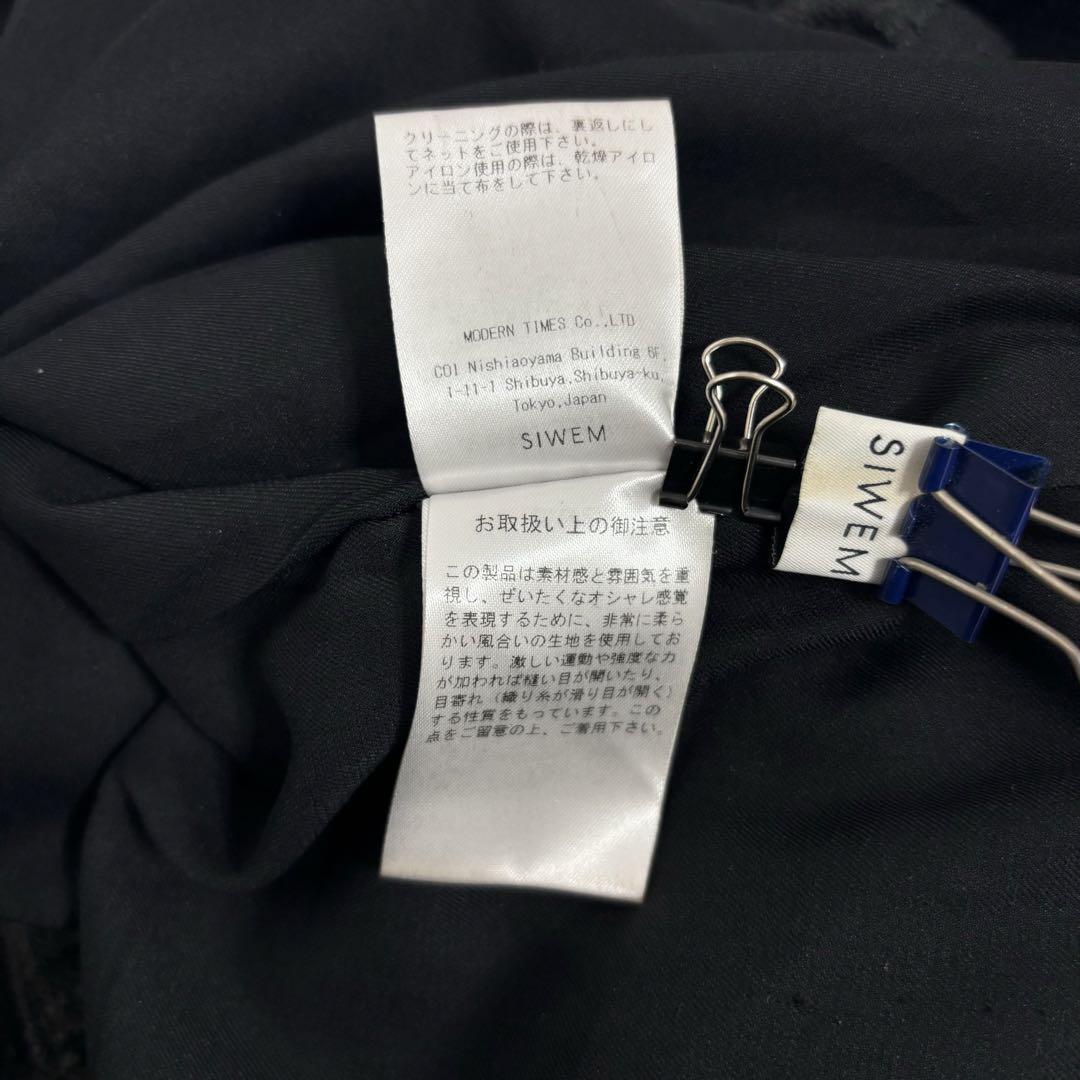 クリーニングの際は、裏返しにし
てネットをご使用下さい。
アイロン使用の際は、乾燥アイロ
ンに当て布をして下さい。
MODERN TIMES Co.,LTD
COI Nishiaoyama Building 6F,
1-11-1 Shibuya.Shibuya-ku,
Tokyo,Japan
SIWEM
お取扱い上の御注意
この製品は素材感と雰囲気を重
視し、ぜいたくなオシャレ感覚
を表現するために、非常に柔ら
かい風合いの生地を使用してお
ります。激しい運動や強度な力
が加われば縫い目が開いたり、
目寄れ（織り糸が滑り目が開く）
する性質をもっています。この
点をご留意の上、ご着用下さい。
SIWEM